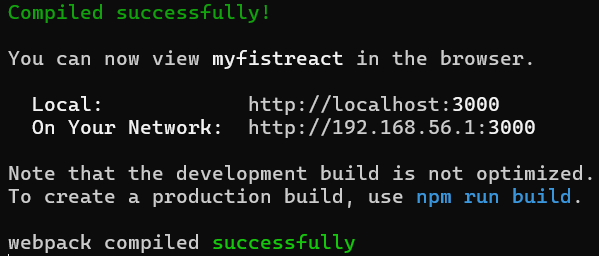 Compiled successfully!
You can now view myfistreact in the browser.
Local: http://localhost:3000
On Your Network: http://192.168.56.1:3000
Note that the development build is not optimized.
To create a production build, use npm run build.
webpack compiled successfully